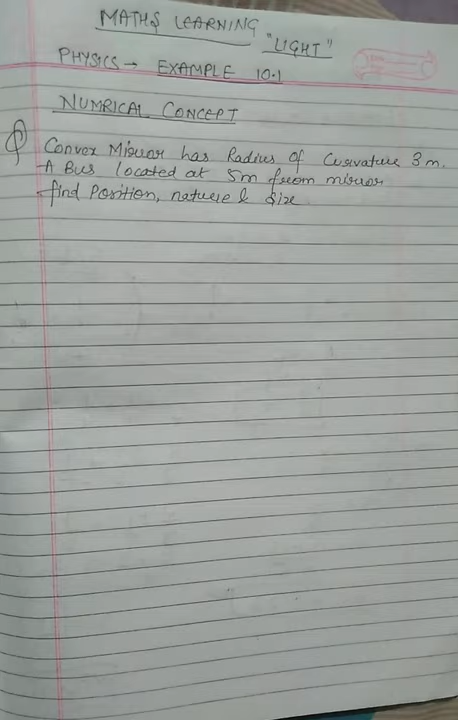 MATHS LEARNING "LIGHT"
PHYSICS → EXAMPLE 10.1
NUMRICAL CONCEPT
Q Convex Mirror has Radius of Curvature 3 m.
A Bus located at 5m from mirror
find Position, nature & Size